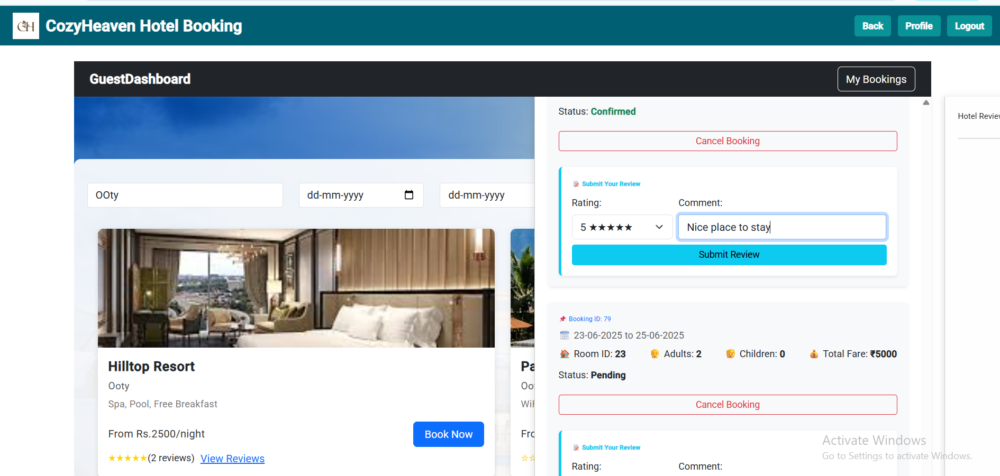 CH
CozyHeaven Hotel Booking
Back
Profile
Logout
GuestDashboard
My Bookings
OOty
dd-mm-yyyy
dd-mm-yyyy
Hilltop Resort
Ooty
Spa, Pool, Free Breakfast
From Rs.2500/night
Book Now
★★★★★(2 reviews) View Reviews
Pa
Oo
Wi
Fro
Status: Confirmed
Cancel Booking
Submit Your Review
Rating:
Comment:
5 ★★★★★
Nice place to stay
Submit Review
Booking ID: 79
23-06-2025 to 25-06-2025
Room ID: 23
Adults: 2
Children: 0
Total Fare: ₹5000
Status: Pending
Cancel Booking
Submit Your Review
Rating:
Comment:
Hotel Review
Activate Windows
Go to Settings to activate Windows.